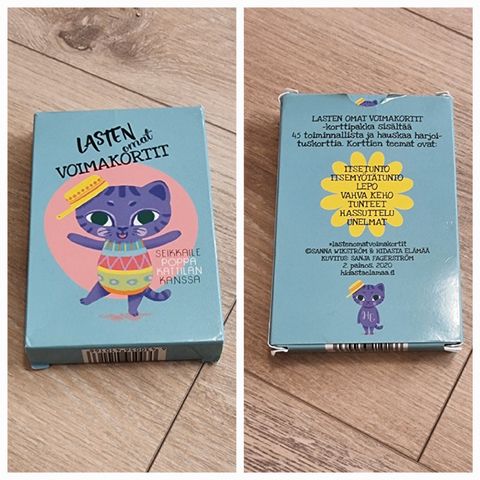 LASTEN
omat
VOIMAKORTIT
SEIKKAILE
POPPA
KATTILAN
KANSSA
LASTEN OMAT VOIMAKORTIT
-korttipakka sisältää
45 toiminnallista ja hauskaa harjoi-
tuskorttia. Korttien teemat ovat:
ITSETUNTO
ITSEMYÖTÄTUNTO
LEPO
VAHVA KEHO
TUNTEET
HASSUTTELU
UNELMAT
#lastenomatvoimakortit
©SANNA WIKSTRÖM & HIDASTA ELÄMÄÄ
KUVITUS: SANJA FAGERSTRÖM
2. painos, 2020
hidastaelamaa.fi
HE